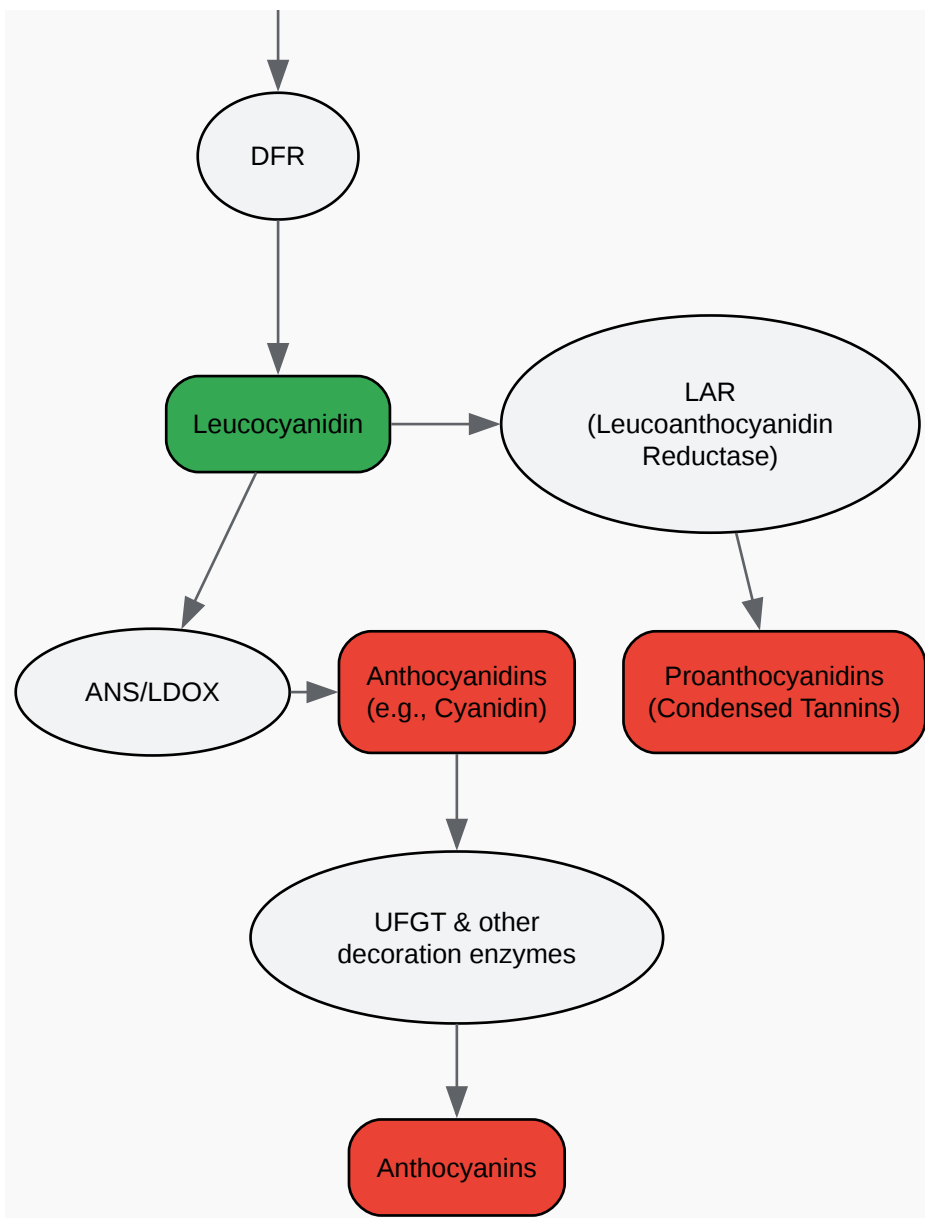 DFR
Leucocyanidin
LAR
(Leucoanthocyanidin
Reductase)
ANS/LDOX
Anthocyanidins
(e.g., Cyanidin)
Proanthocyanidins
(Condensed Tannins)
UFGT & other
decoration enzymes
Anthocyanins